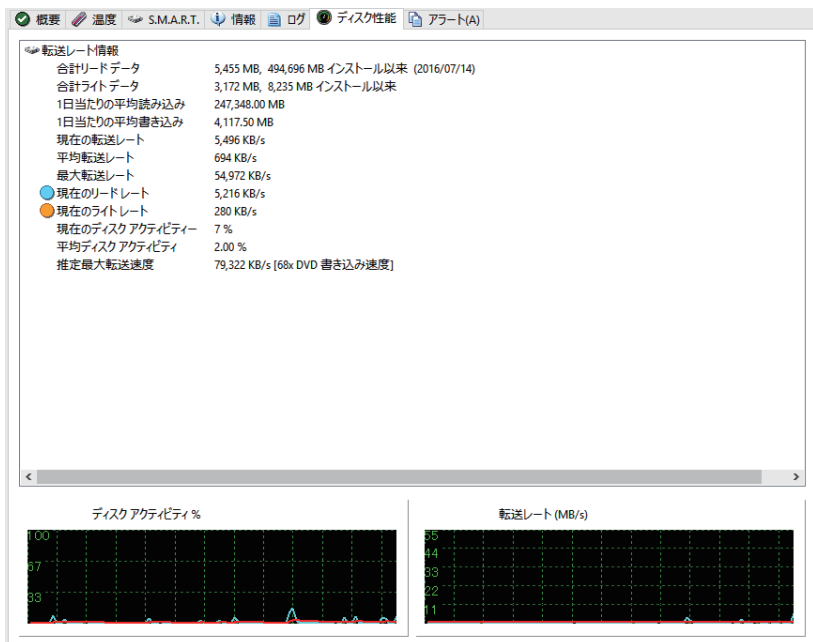 概要 温度 S.M.A.R.T. 情報 ログ ディスク性能 アラート(A)
転送レート情報
合計リードデータ 5,455 MB, 494,696 MB インストール以来 (2016/07/14)
合計ライトデータ 3,172 MB, 8,235 MB インストール以来
1日当たりの平均読み込み 247,348.00 MB
1日当たりの平均書き込み 4,117.50 MB
現在の転送レート 5,496 KB/s
平均転送レート 694 KB/s
最大転送レート 54,972 KB/s
現在のリードレート 5,216 KB/s
現在のライトレート 280 KB/s
現在のディスク アクティビティー 7 %
平均ディスク アクティビティ 2.00 %
推定最大転送速度 79,322 KB/s [68x DVD 書き込み速度]
ディスク アクティビティ %
100
67
33
転送レート (MB/s)
55
44
33
22
11